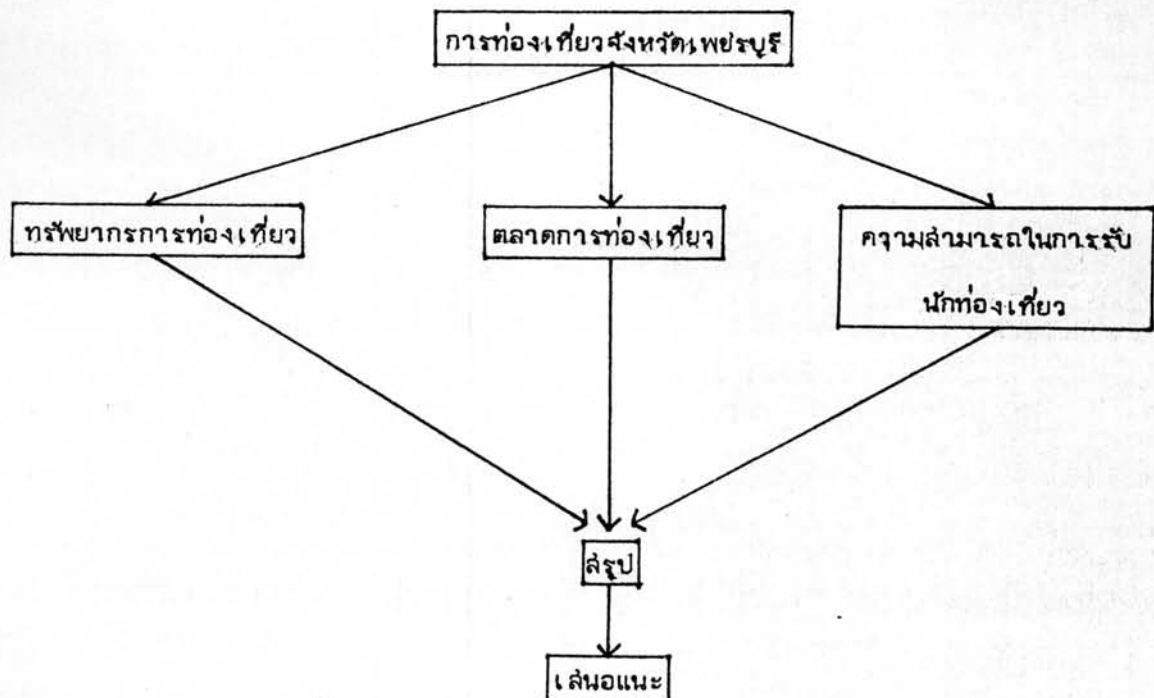 การท่องเที่ยวจังหวัดเพชรบุรี
ทรัพยากรการท่องเที่ยว
ตลาดการท่องเที่ยว
ความสามารถในการรับ
นักท่องเที่ยว
สรุป
เสนอแนะ